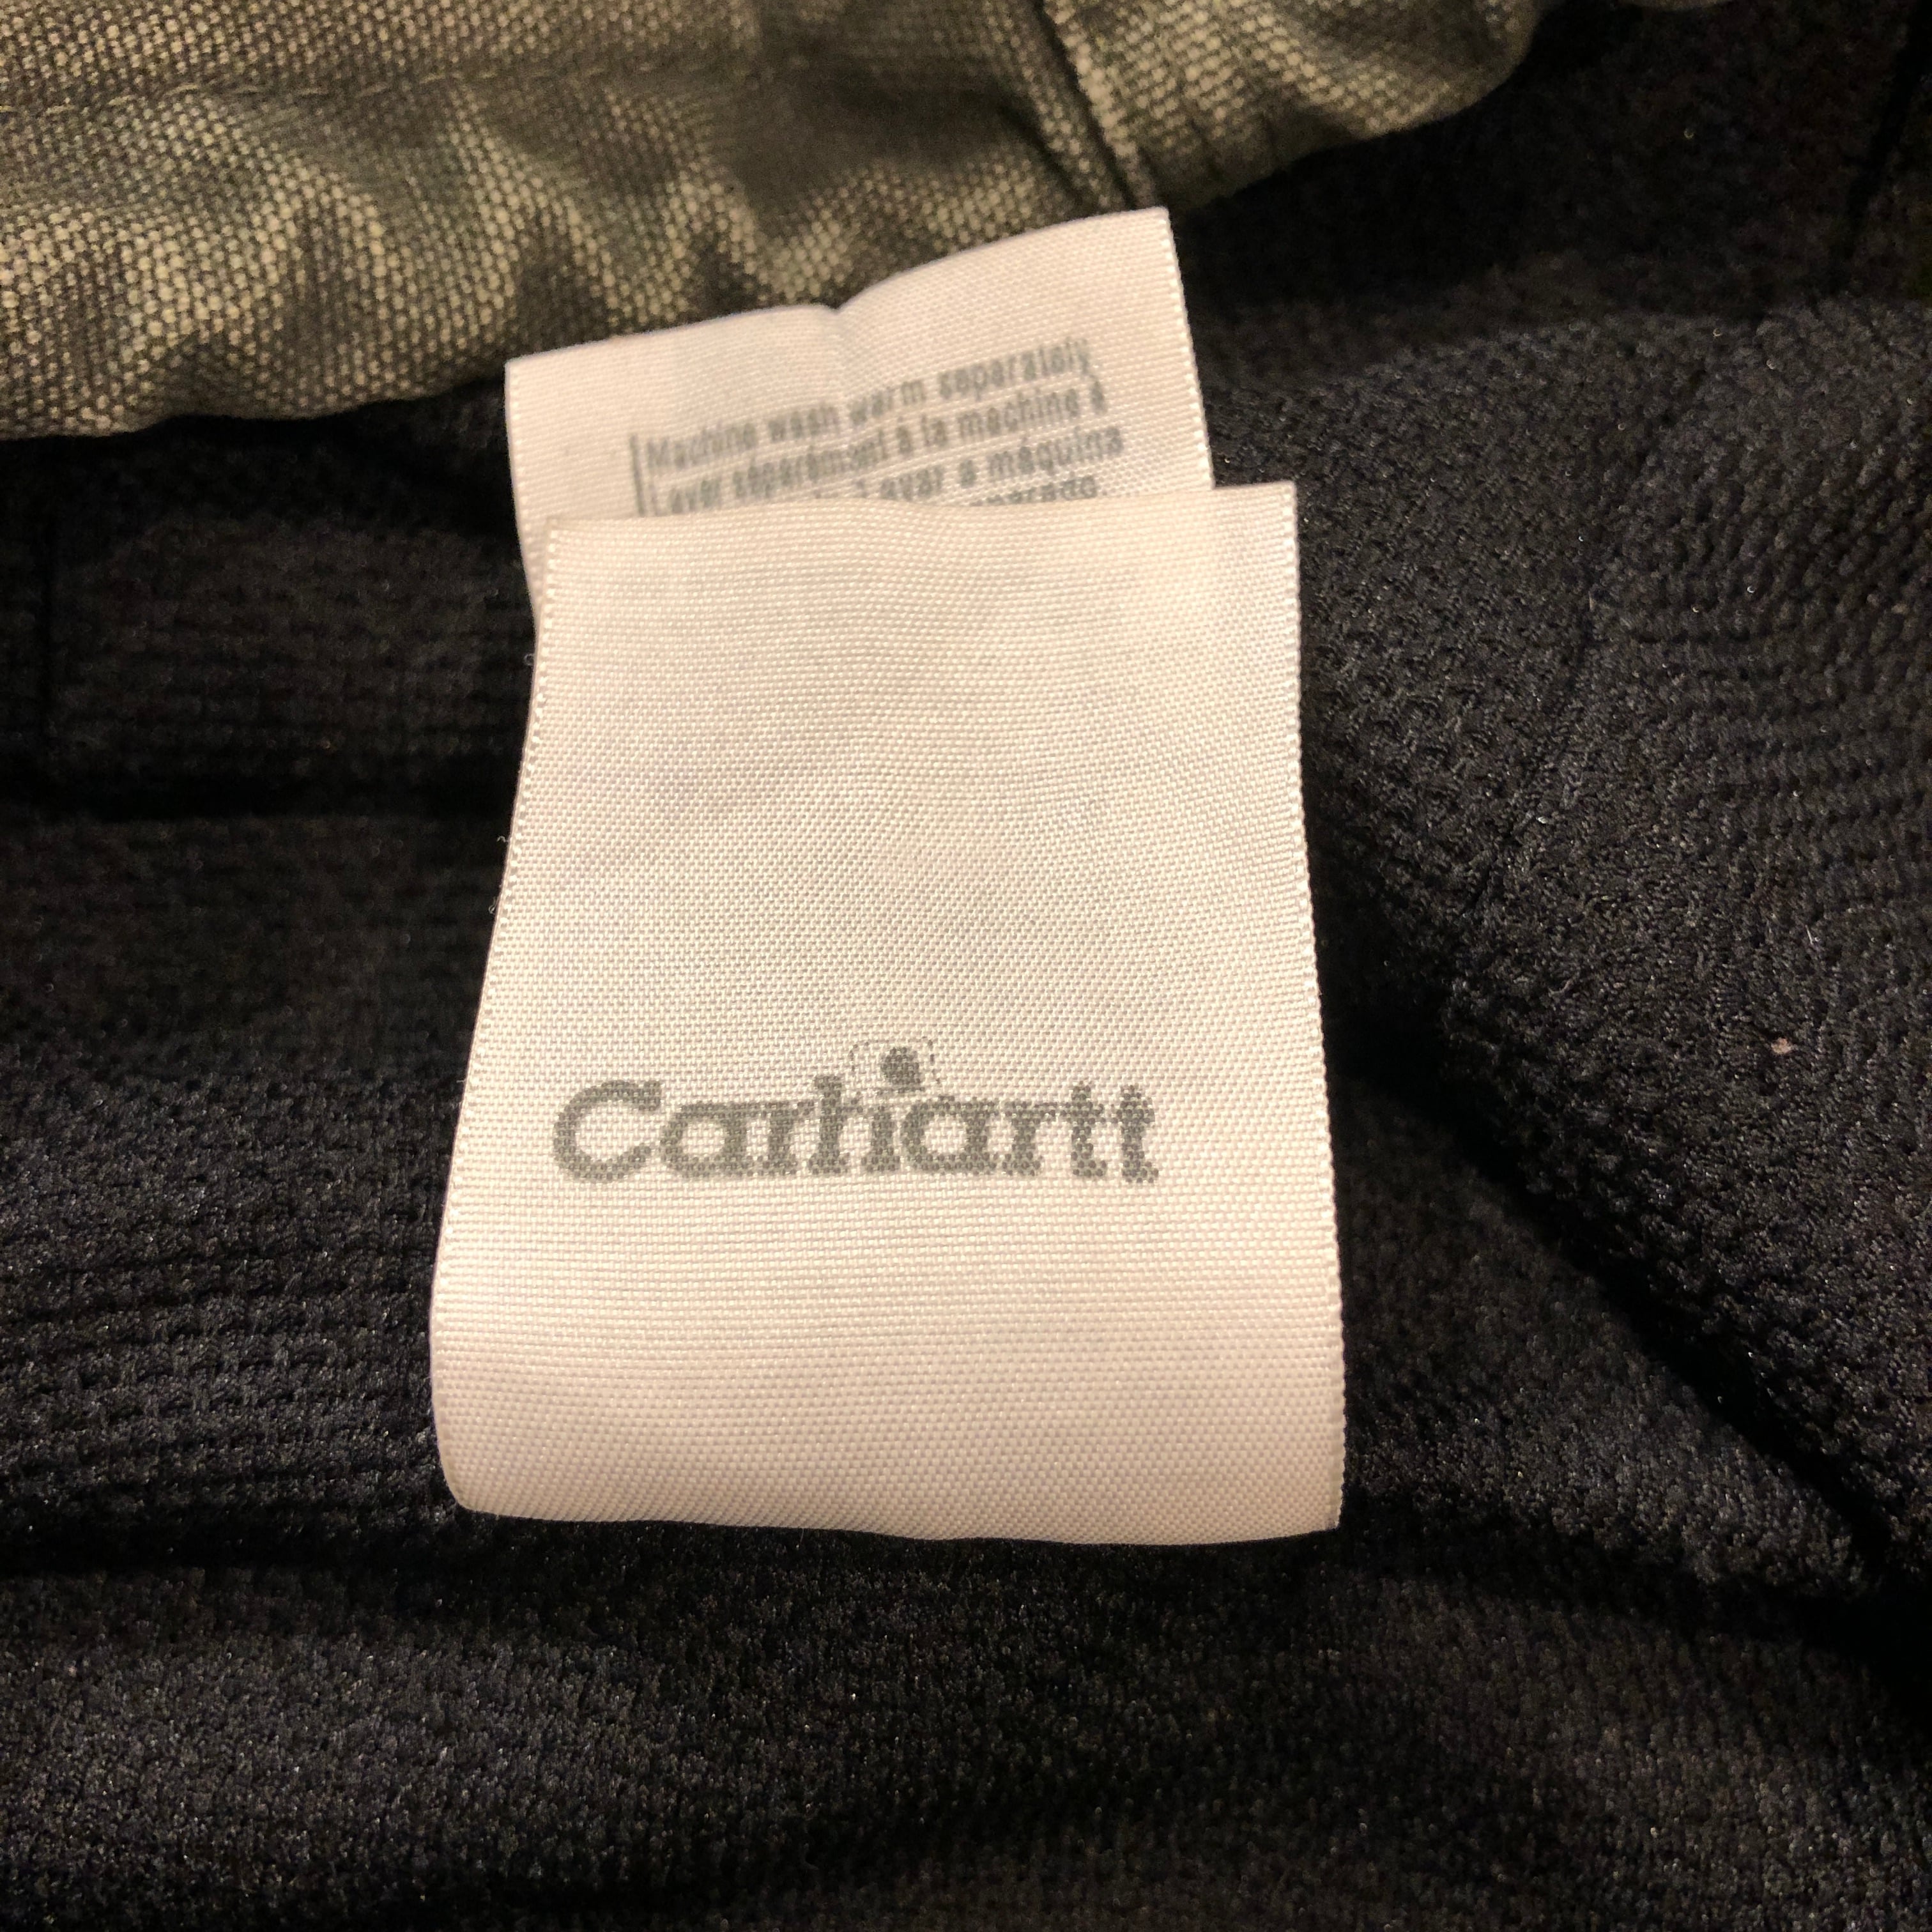 Machine wash warm separately
Laver séparément à la machine à
Lavar a máquina
separado.
Carhartt